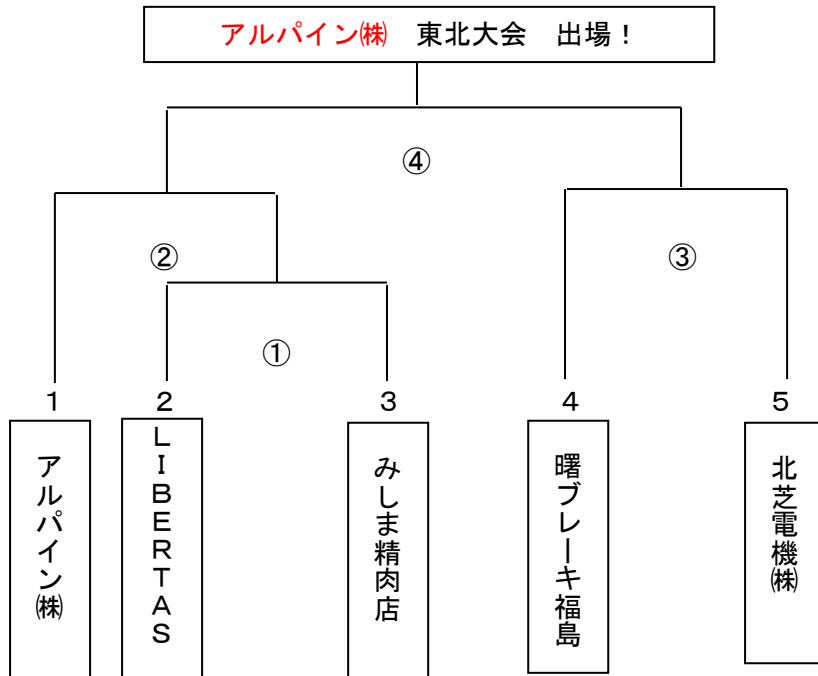 アルパイン㈱　東北大会　出場！
④
②
③
①
1
2
3
4
5
アルパイン㈱
ＬＩＢＥＲＴＡＳ
みしま精肉店
曙ブレーキ福島
北芝電機㈱